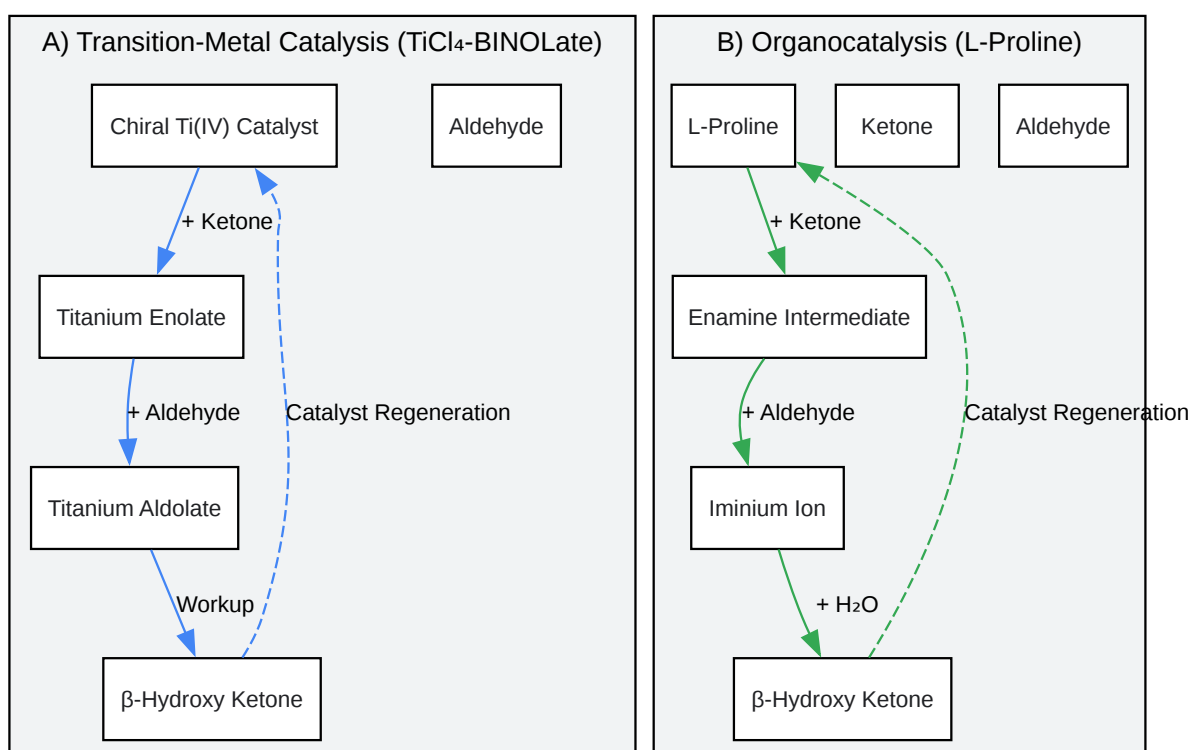 A) Transition-Metal Catalysis (TiCl₄-BINOLate)
Chiral Ti(IV) Catalyst
Aldehyde
+ Ketone
Titanium Enolate
+ Aldehyde
Catalyst Regeneration
Titanium Aldolate
Workup
β-Hydroxy Ketone
B) Organocatalysis (L-Proline)
L-Proline
Ketone
Aldehyde
+ Ketone
Enamine Intermediate
+ Aldehyde
Catalyst Regeneration
Iminium Ion
+ H₂O
β-Hydroxy Ketone